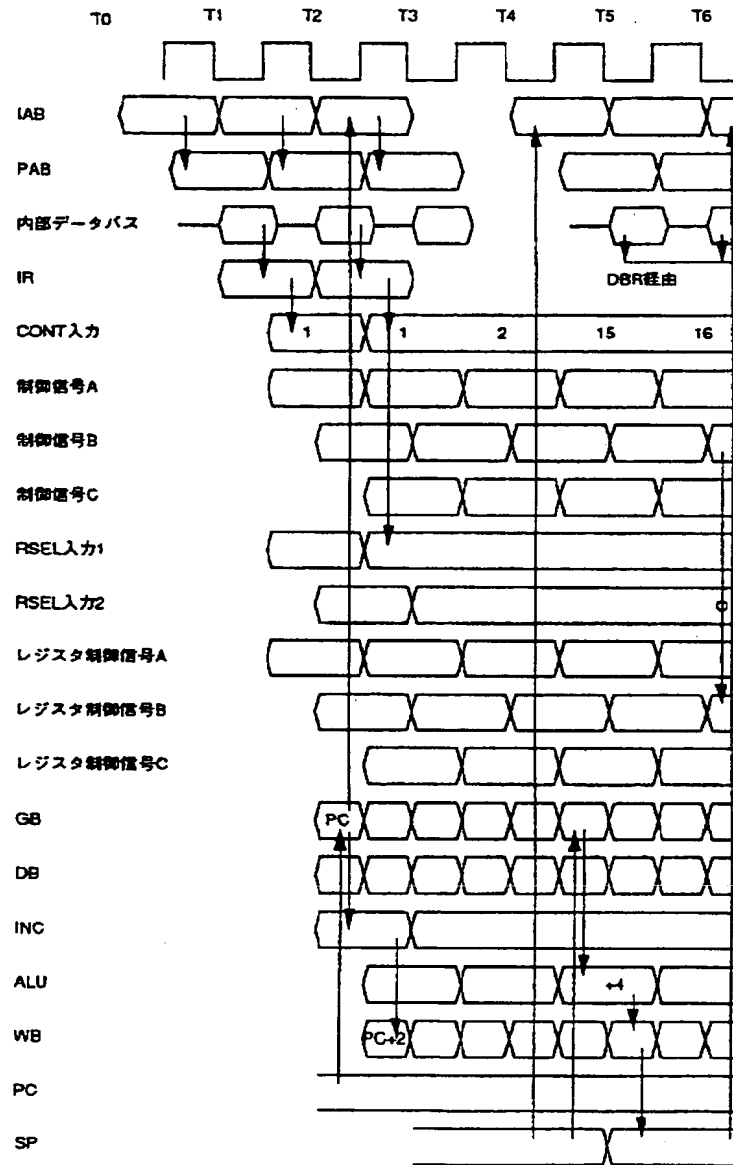 T0 T1 T2 T3 T4 T5 T6
IAB
PAB
内部データバス
IR
DBR経由
CONT入力 1 1 2 15 16
制御信号A
制御信号B
制御信号C
RSEL入力1
RSEL入力2
レジスタ制御信号A
レジスタ制御信号B
レジスタ制御信号C
GB PC
DB
INC
ALU
WB PC+2
PC
SP